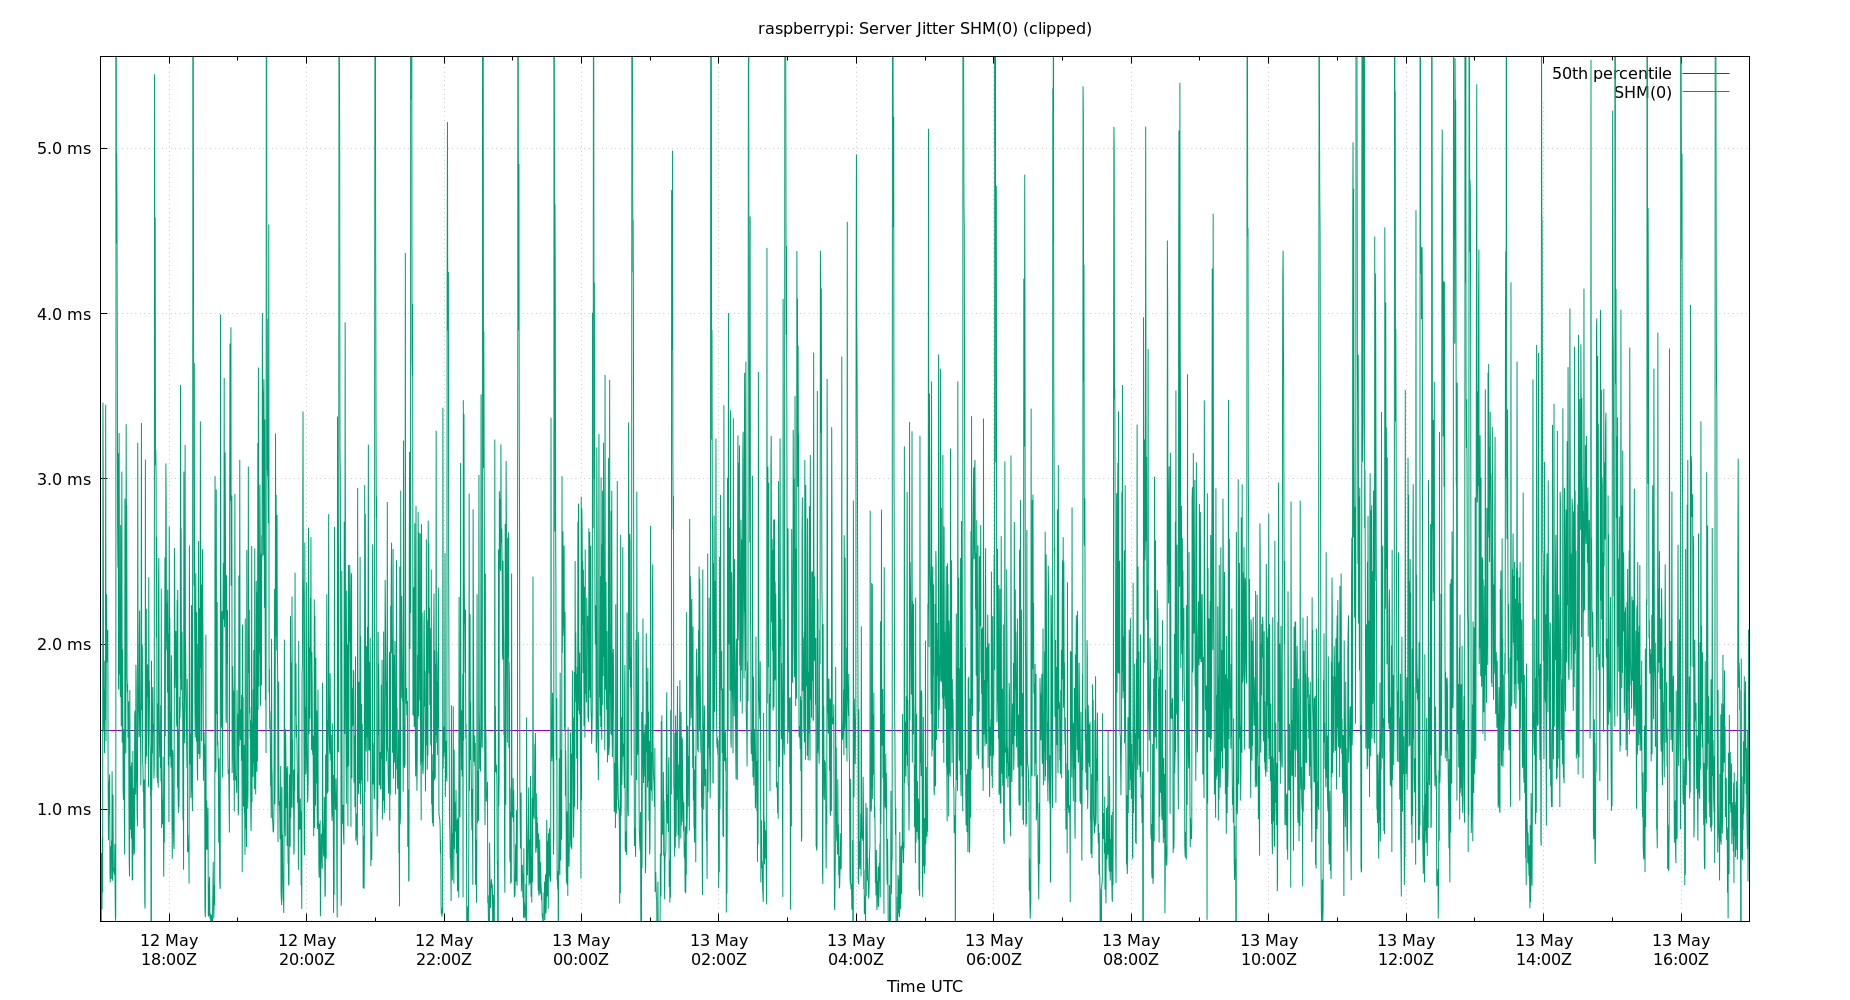 raspberrypi: Server Jitter SHM(0) (clipped)
50th percentile
SHM(0)
5.0 ms
4.0 ms
3.0 ms
2.0 ms
1.0 ms
12 May 12 May 12 May 13 May 13 May 13 May 13 May 13 May 13 May 13 May 13 May 13 May
18:00Z 20:00Z 22:00Z 00:00Z 02:00Z 04:00Z 06:00Z 08:00Z 10:00Z 12:00Z 14:00Z 16:00Z
Time UTC